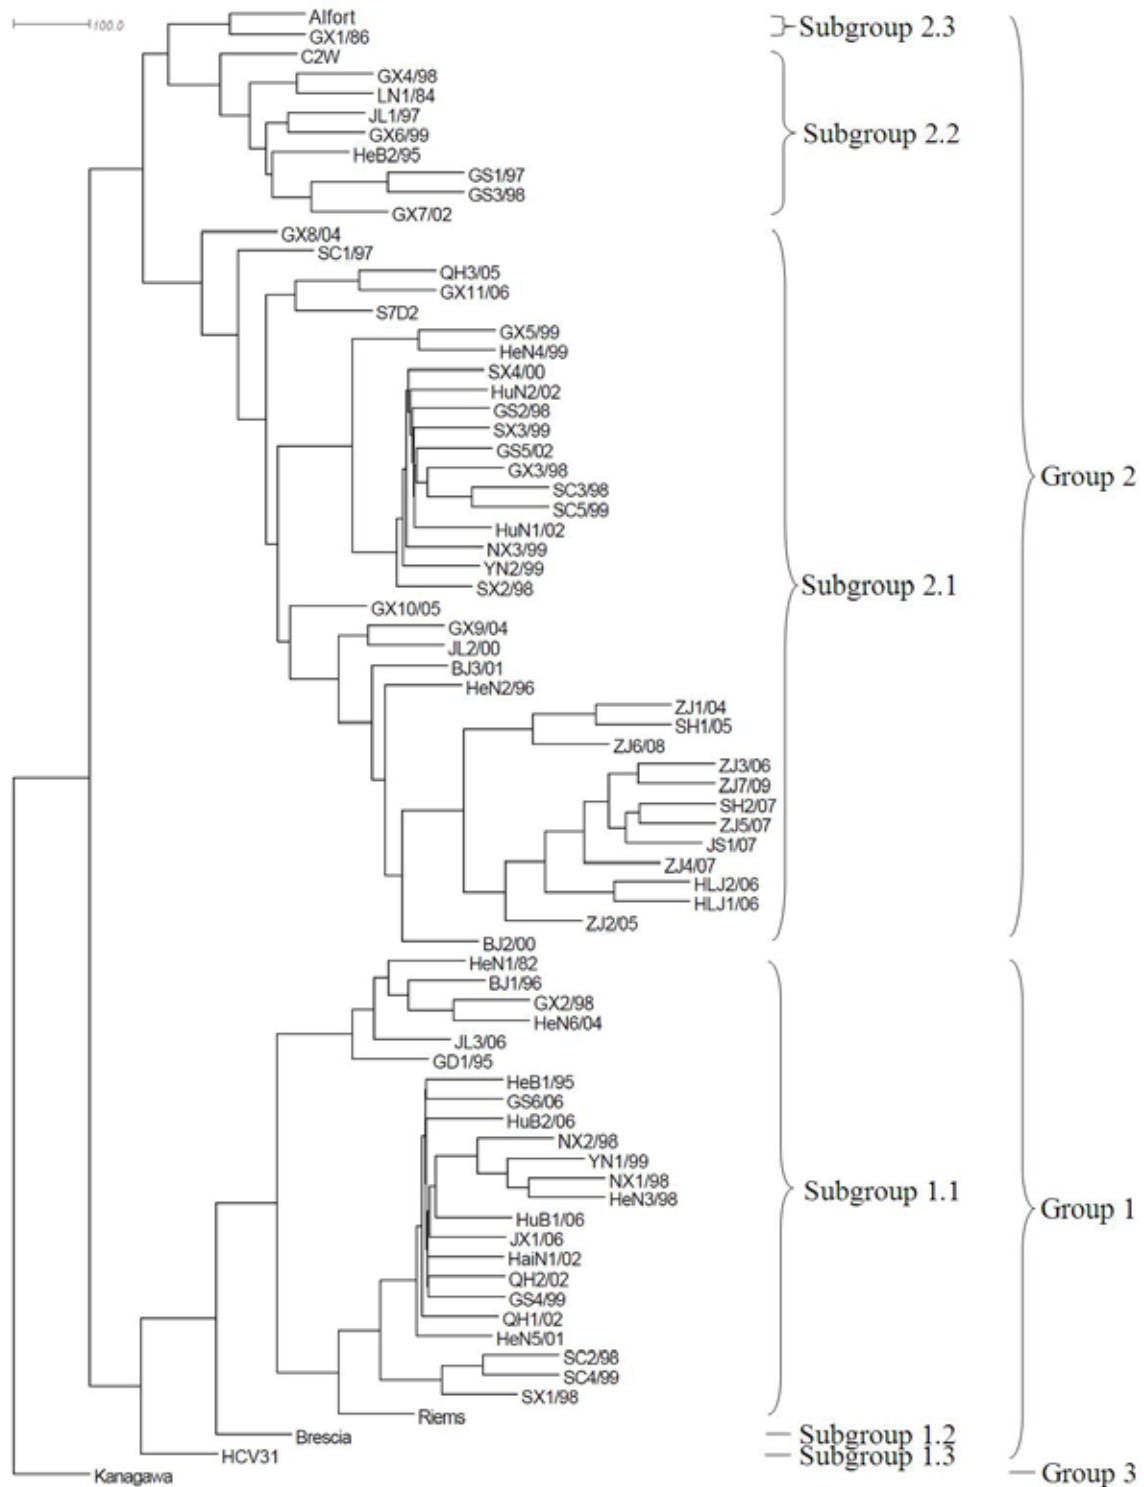 100.0
Alfort
GX1/86
Subgroup 2.3
C2W
GX4/98
LN1/84
JL1/97
GX6/99
Subgroup 2.2
HeB2/95
GS1/97
GS3/98
GX7/02
GX8/04
SC1/97
QH3/05
GX11/06
S7D2
GX5/99
HeN4/99
SX4/00
HuN2/02
GS2/98
SX3/99
GS5/02
GX3/98
Group 2
SC3/98
SC5/99
HuN1/02
NX3/99
YN2/99
SX2/98
Subgroup 2.1
GX10/05
GX9/04
JL2/00
BJ3/01
HeN2/96
ZJ1/04
SH1/05
ZJ6/08
ZJ3/06
ZJ7/09
SH2/07
ZJ5/07
JS1/07
ZJ4/07
HLJ2/06
HLJ1/06
ZJ2/05
BJ2/00
HeN1/82
BJ1/96
GX2/98
HeN6/04
JL3/06
GD1/95
HeB1/95
GS6/06
HuB2/06
NX2/98
YN1/99
NX1/98
Subgroup 1.1
HeN3/98
Group 1
HuB1/06
JX1/06
HaiN1/02
QH2/02
GS4/99
QH1/02
HeN5/01
SC2/98
SC4/99
SX1/98
Riems
Brescia
Subgroup 1.2
HCV31
Subgroup 1.3
Kanagawa
Group 3